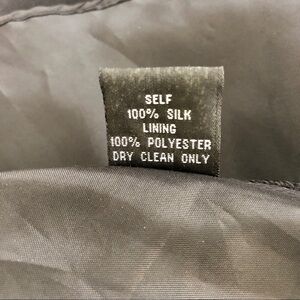 SELF
100% SILK
LINING
100% POLYESTER
DRY CLEAN ONLY